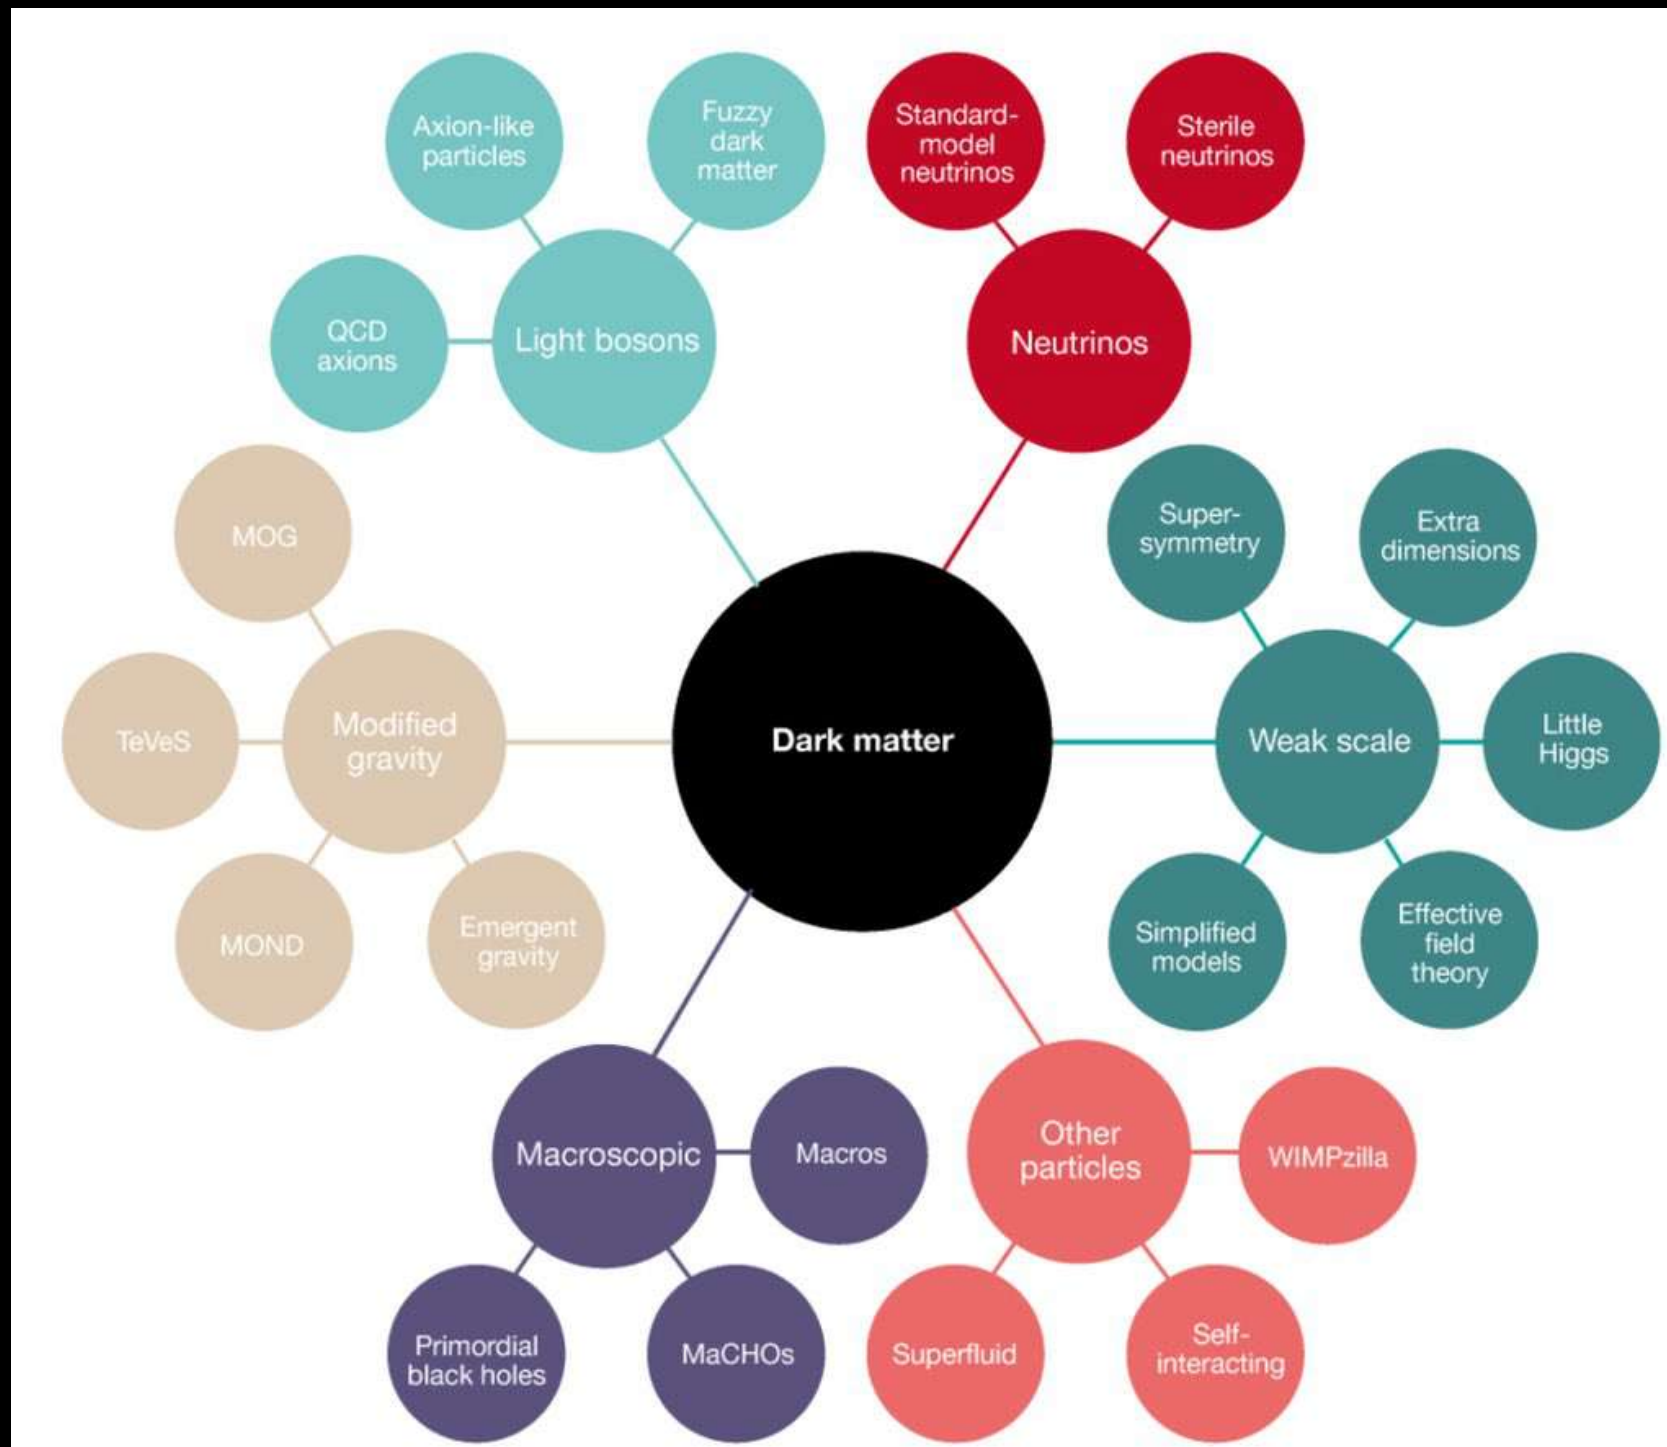 Axion-like
particles
Fuzzy
dark
matter
Standard-
model
neutrinos
Sterile
neutrinos
QCD
axions
Light bosons
Neutrinos
MOG
Super-
symmetry
Extra
dimensions
TeVeS
Modified
gravity
Dark matter
Weak scale
Little
Higgs
MOND
Emergent
gravity
Simplified
models
Effective
field
theory
Macroscopic
Macros
Other
particles
WIMPzilla
Primordial
black holes
MaCHOs
Superfluid
Self-
interacting